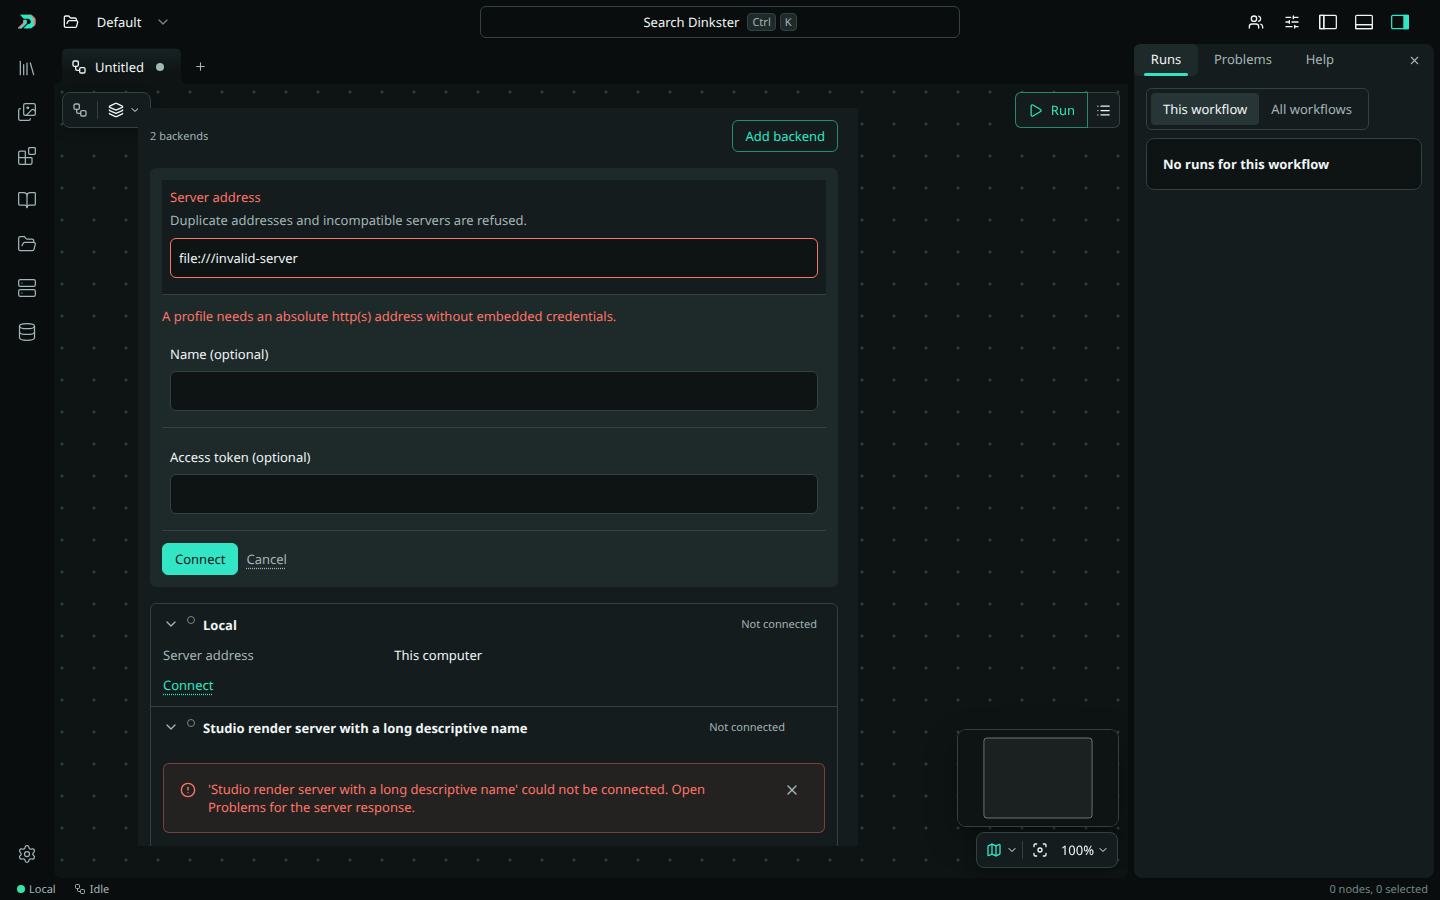 Default
Search Dinkster Ctrl K
Untitled
Run
2 backends
Add backend
Server address
Duplicate addresses and incompatible servers are refused.
file:///invalid-server
A profile needs an absolute http(s) address without embedded credentials.
Name (optional)
Access token (optional)
Connect Cancel
Local
Not connected
Server address
This computer
Connect
Studio render server with a long descriptive name
Not connected
'Studio render server with a long descriptive name' could not be connected. Open
Problems for the server response.
100%
Runs Problems Help
This workflow All workflows
No runs for this workflow
Local Idle
0 nodes, 0 selected